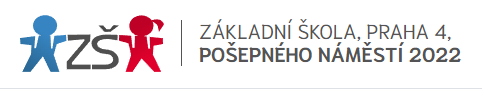 ZŠ
ZÁKLADNÍ ŠKOLA, PRAHA 4,
POŠEPNÉHO NÁMĚSTÍ 2022